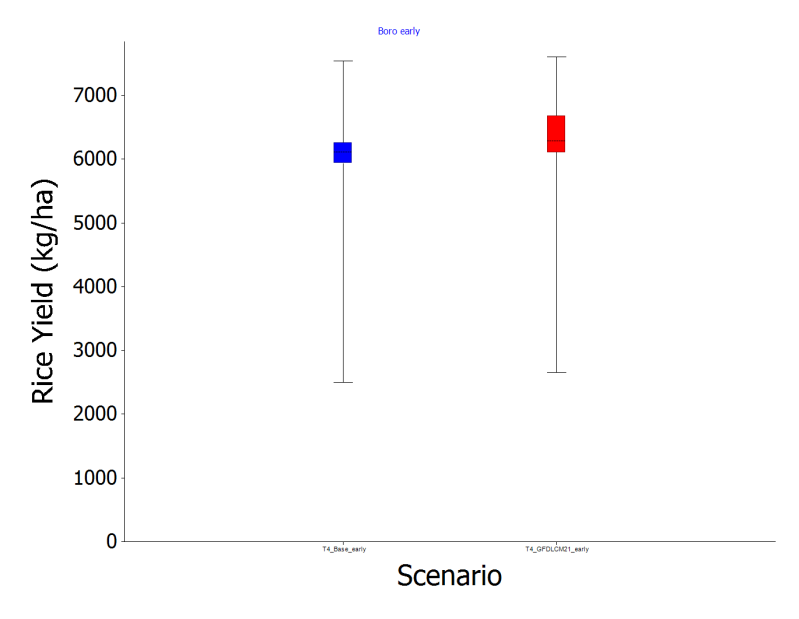 Boro early
Rice Yield (kg/ha)
7000
6000
5000
4000
3000
2000
1000
0
T4_Base_early
T4_GFDLCM21_early
Scenario